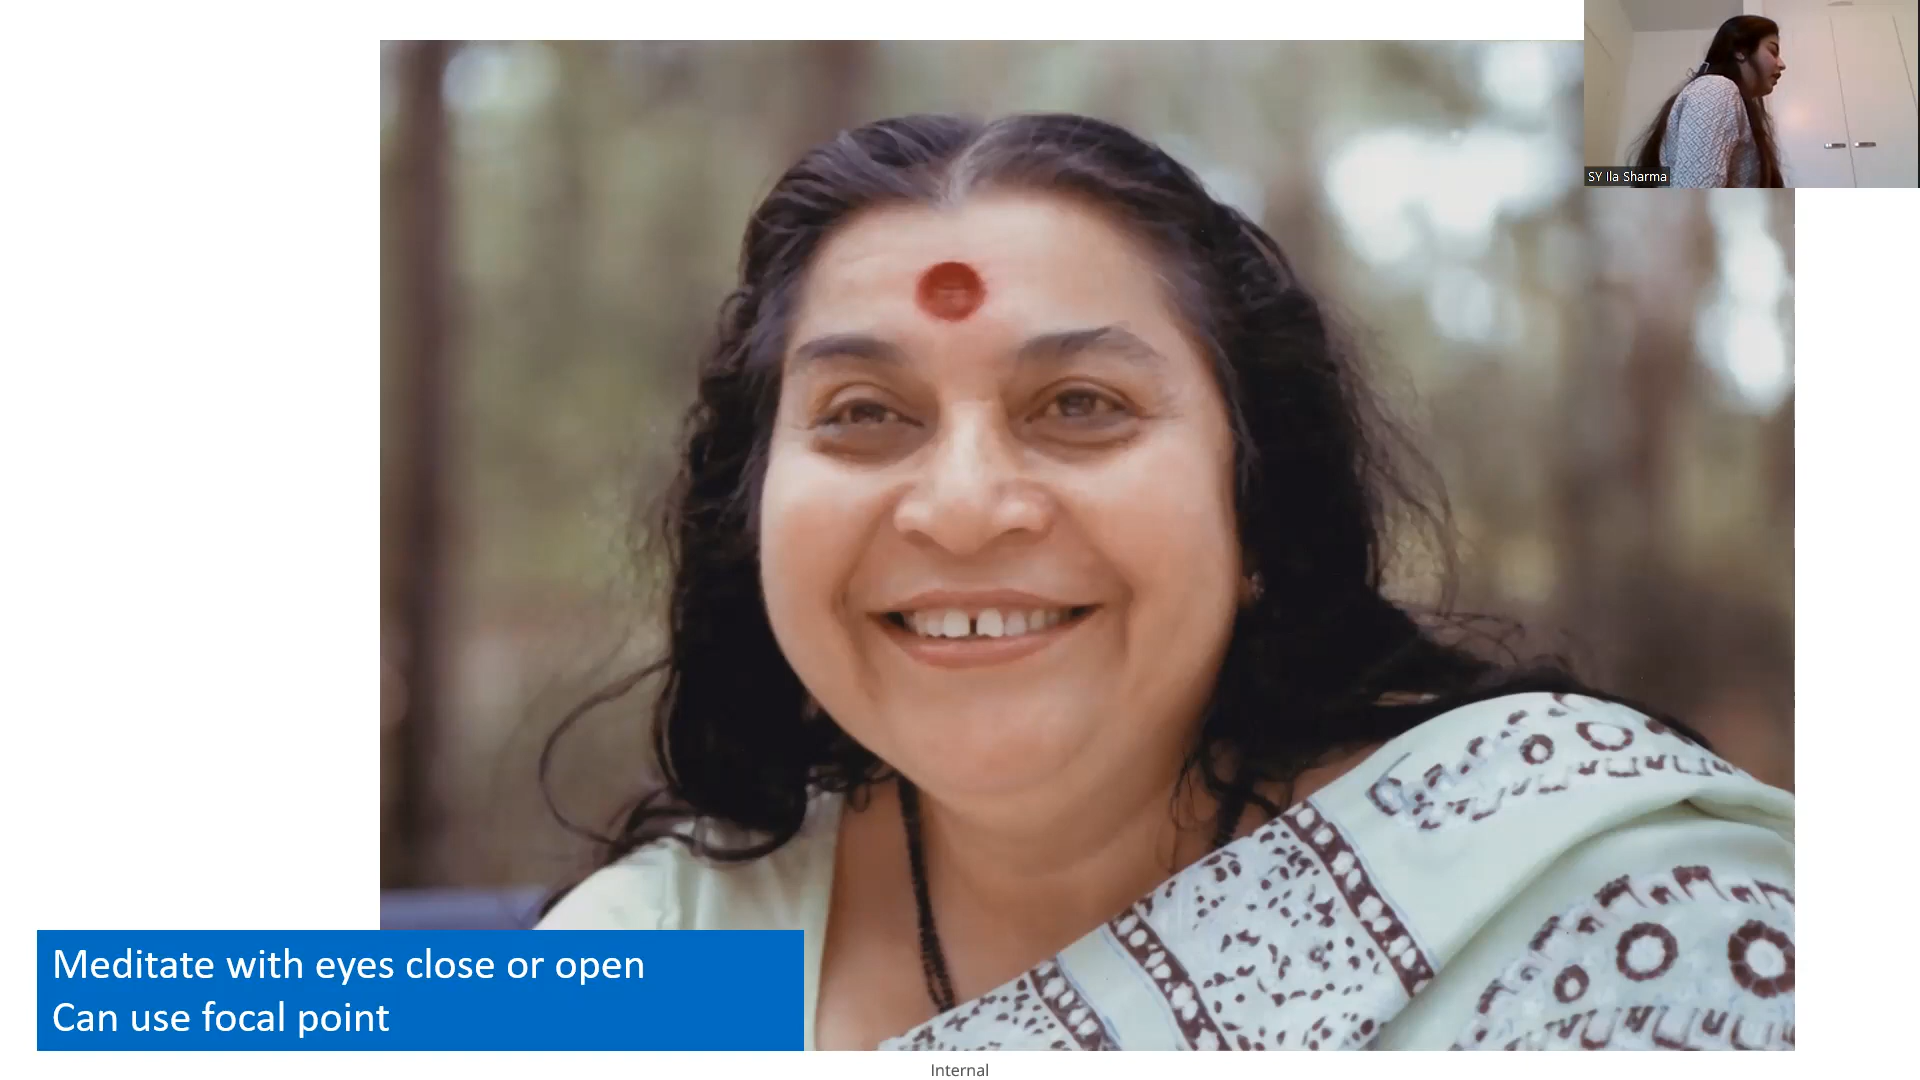 SY Ila Sharma
Meditate with eyes close or open
Can use focal point
Internal